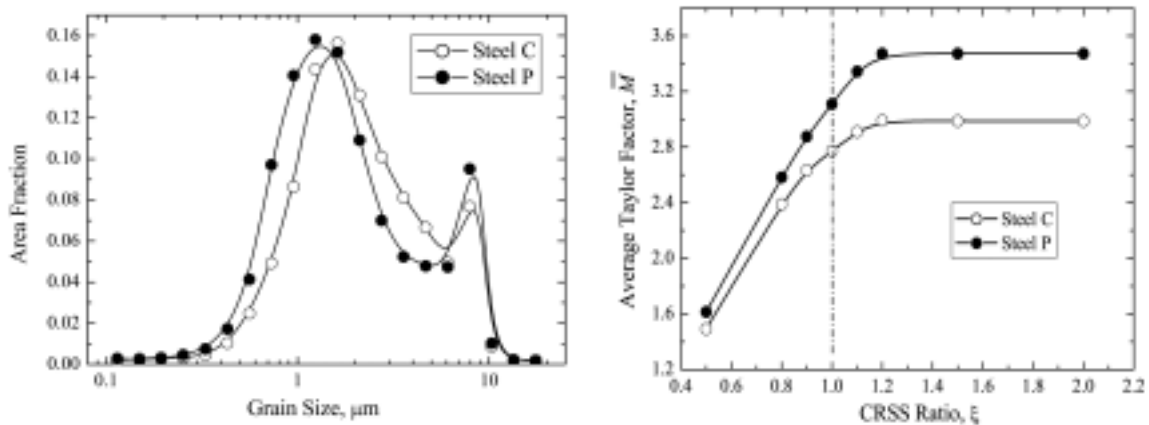 0.16
0.14
0.12
0.10
0.08
0.06
0.04
0.02
0.00
Area Fraction
Steel C
Steel P
0.1 1 10
Grain Size, μm
3.6
3.2
2.8
2.4
2.0
1.6
1.2
Average Taylor Factor, M̅
Steel C
Steel P
0.4 0.6 0.8 1.0 1.2 1.4 1.6 1.8 2.0 2.2
CRSS Ratio, ξ